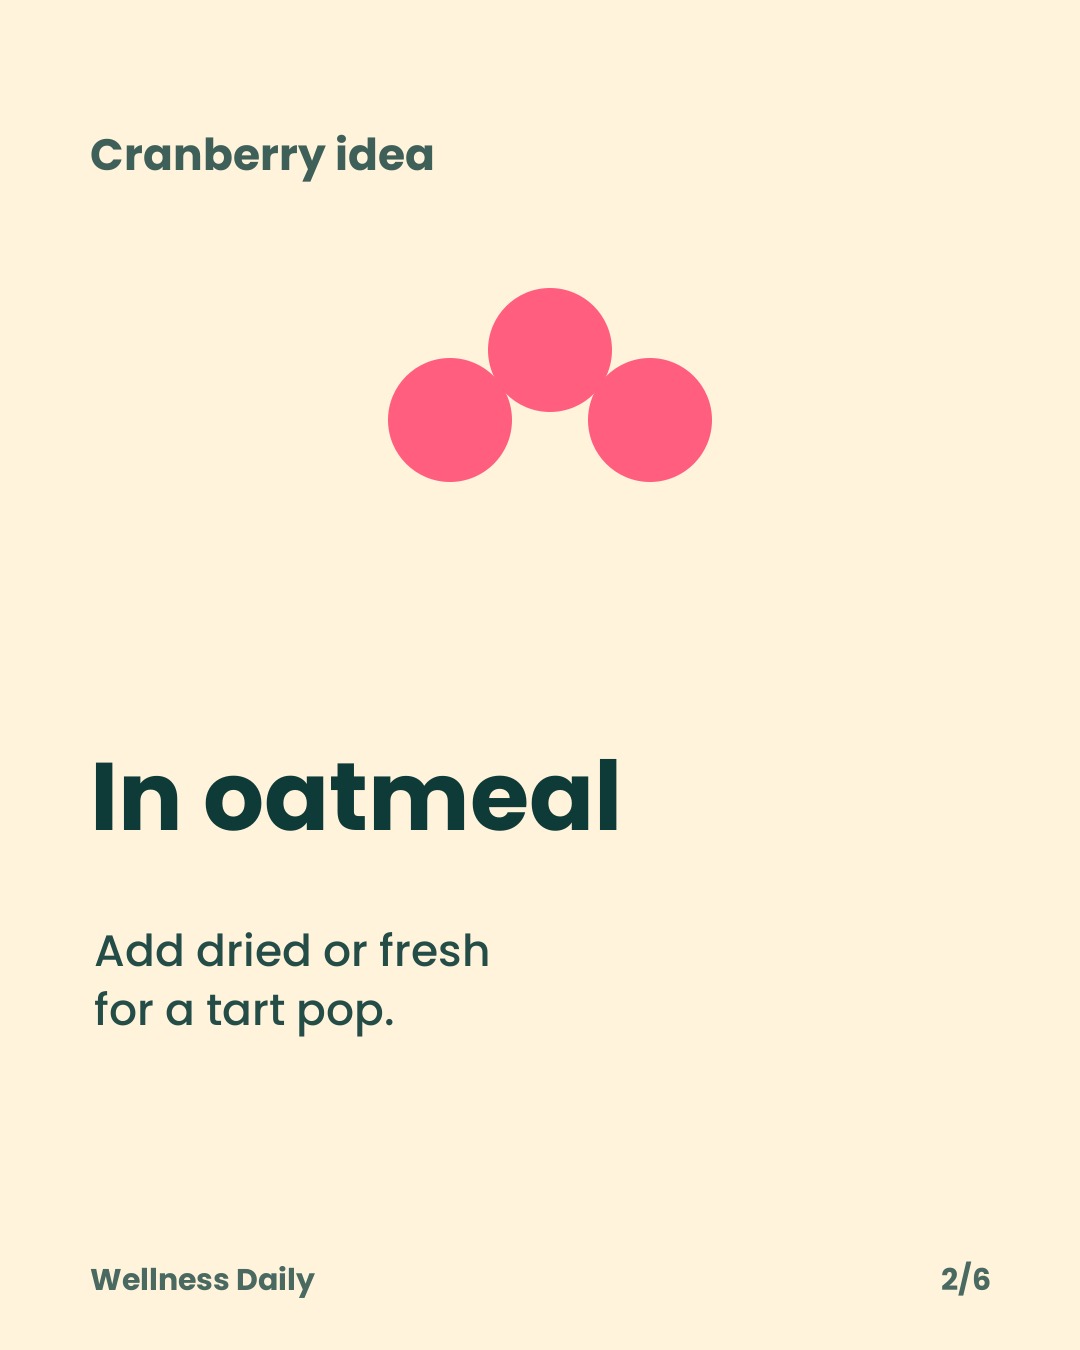 Cranberry idea
In oatmeal
Add dried or fresh
for a tart pop.
Wellness Daily
2/6